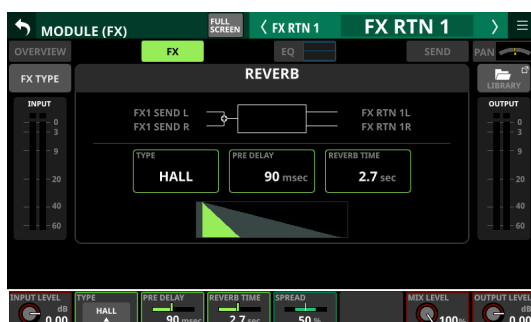 MODULE (FX)
FULL SCREEN
FX RTN 1
FX RTN 1
OVERVIEW
FX
EQ
SEND
PAN
FX TYPE
REVERB
LIBRARY
INPUT
OUTPUT
0
3
9
20
40
60
FX1 SEND L
FX1 SEND R
FX RTN 1L
FX RTN 1R
0
3
9
20
40
60
TYPE
HALL
PRE DELAY
90 msec
REVERB TIME
2.7 sec
INPUT LEVEL
dB
0.00
TYPE
HALL
PRE DELAY
90 msec
REVERB TIME
2.7 sec
SPREAD
50 %
MIX LEVEL
100%
OUTPUT LEVEL
dB
0.00